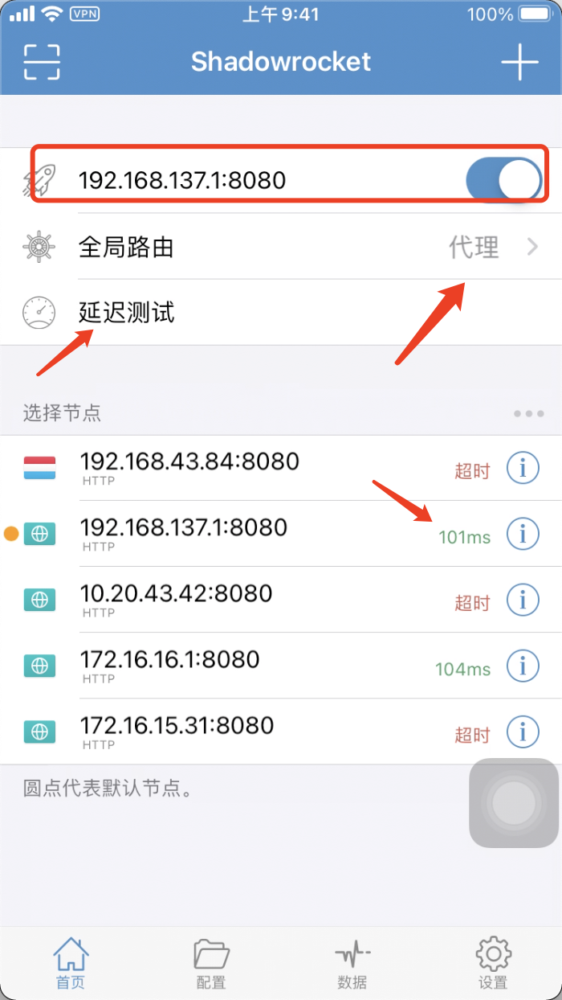 VPN 上午9:41 100%
Shadowrocket
192.168.137.1:8080
全局路由 代理
延迟测试
选择节点
192.168.43.84:8080
HTTP
超时
192.168.137.1:8080
HTTP
101ms
10.20.43.42:8080
HTTP
超时
172.16.16.1:8080
HTTP
104ms
172.16.15.31:8080
HTTP
超时
圆点代表默认节点。
首页 配置 数据 设置